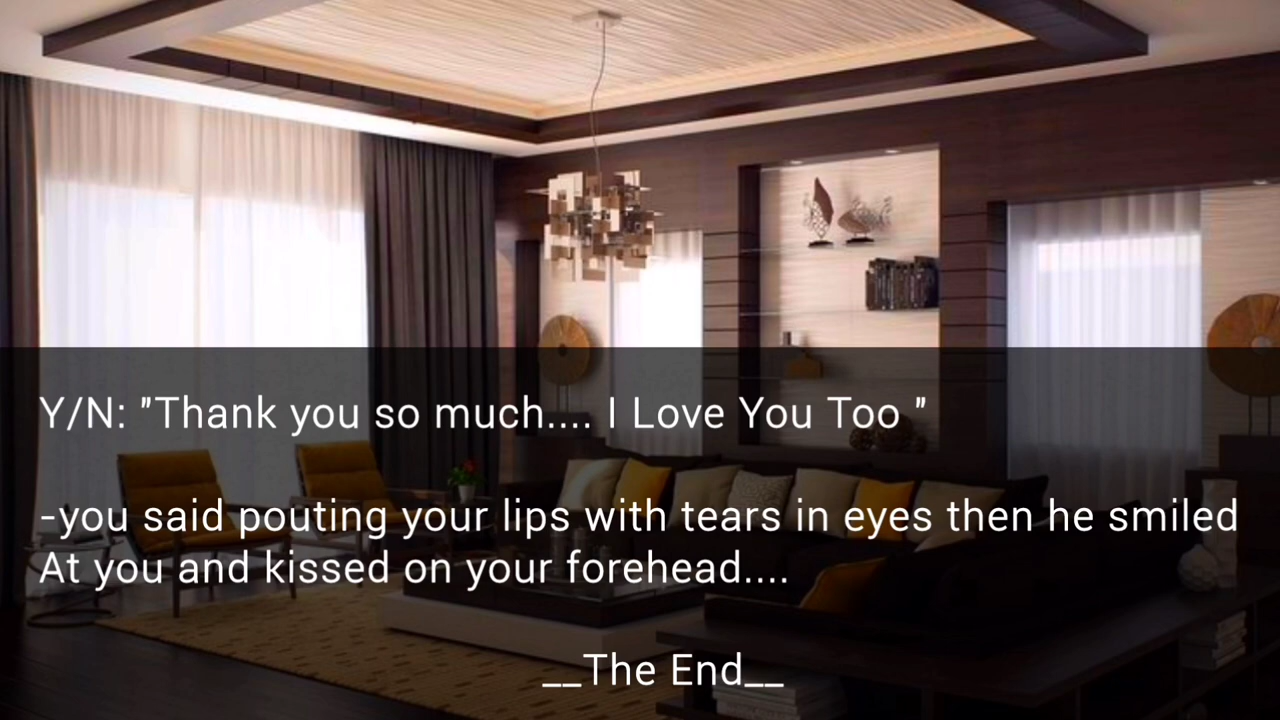 Y/N: "Thank you so much.... I Love You Too "
-you said pouting your lips with tears in eyes then he smiled
At you and kissed on your forehead....
__The End__